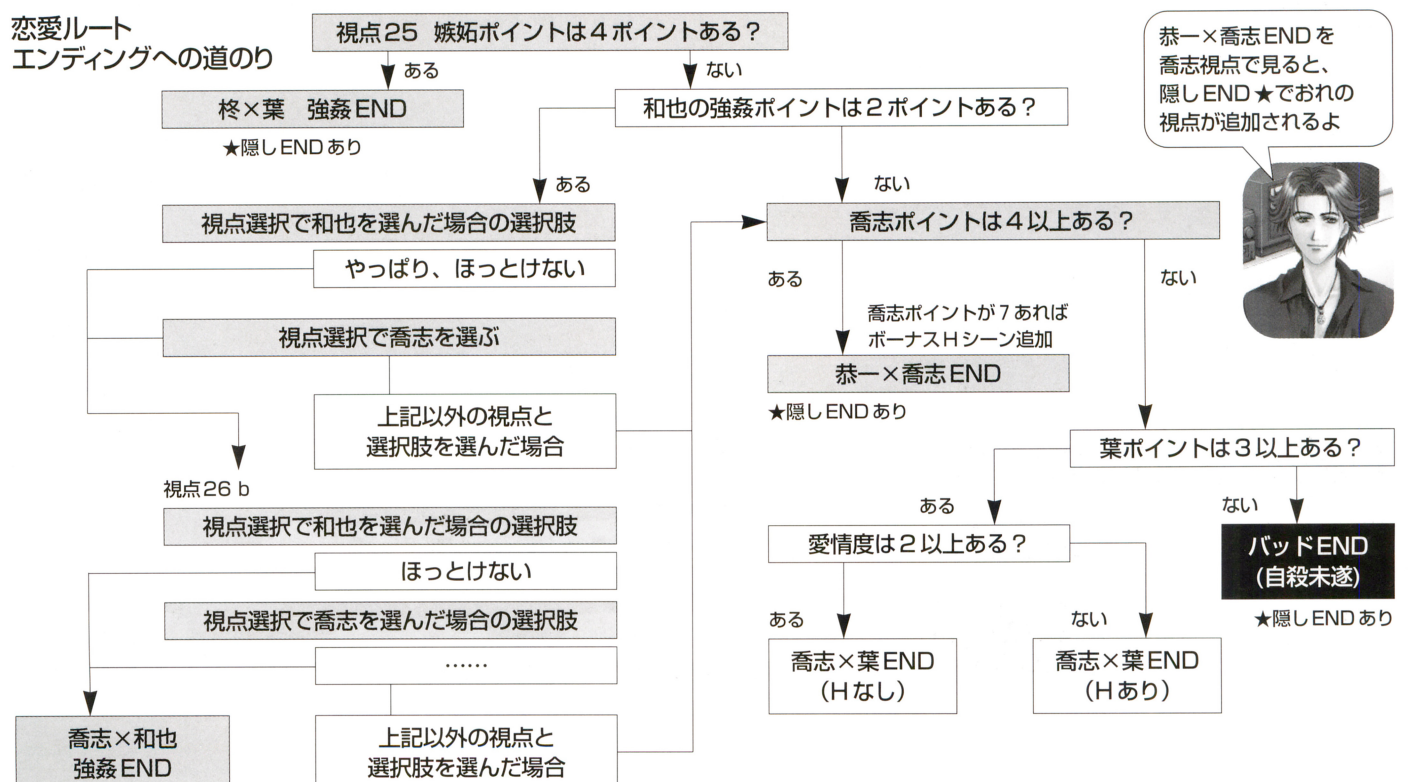 恋愛ルート
エンディングへの道のり
視点25 嫉妬ポイントは4ポイントある？
ある
ない
柊×葉 強姦END
★隠しENDあり
和也の強姦ポイントは2ポイントある？
ある
ない
視点選択で和也を選んだ場合の選択肢
やっぱり、ほっとけない
視点選択で喬志を選ぶ
上記以外の視点と
選択肢を選んだ場合
視点26 b
視点選択で和也を選んだ場合の選択肢
ほっとけない
視点選択で喬志を選んだ場合の選択肢
……
上記以外の視点と
選択肢を選んだ場合
喬志×和也
強姦END
喬志ポイントは4以上ある？
ある
ない
喬志ポイントが7あれば
ボーナスHシーン追加
恭一×喬志END
★隠しENDあり
葉ポイントは3以上ある？
ある
ない
愛情度は2以上ある？
バッドEND
(自殺未遂)
★隠しENDあり
ある
ない
喬志×葉END
（Hなし）
喬志×葉END
（Hあり）
恭一×喬志ENDを
喬志視点で見ると、
隠しEND★でおれの
視点が追加されるよ